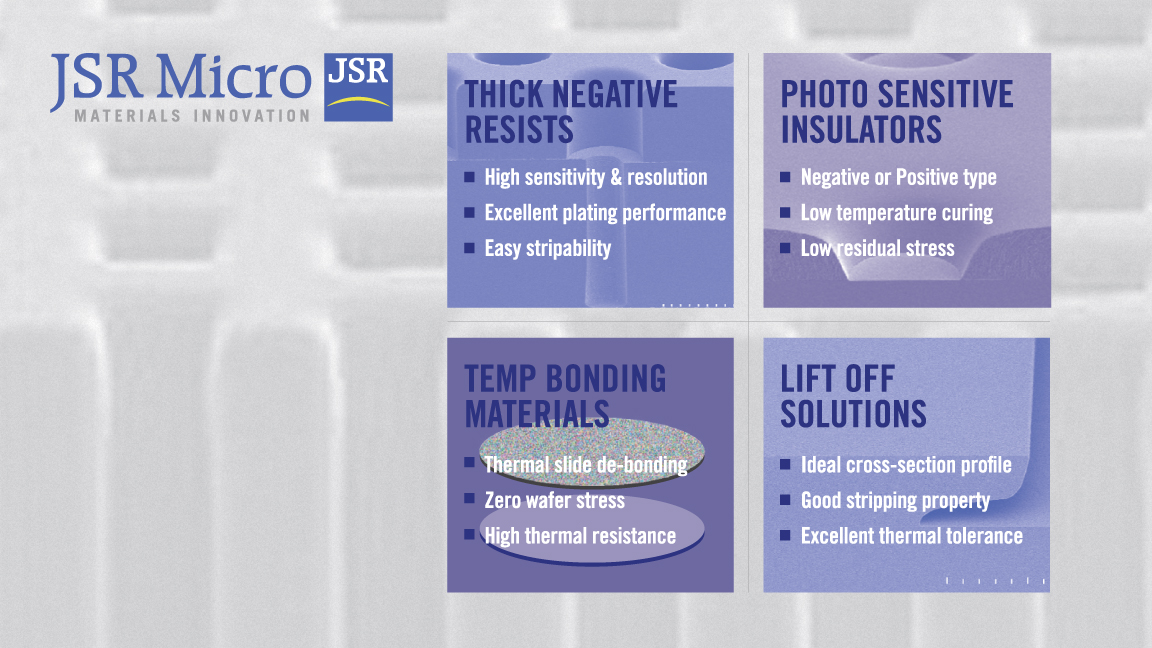 JSR Micro
JSR
MATERIALS INNOVATION
THICK NEGATIVE
RESISTS
High sensitivity & resolution
Excellent plating performance
Easy stripability
PHOTO SENSITIVE
INSULATORS
Negative or Positive type
Low temperature curing
Low residual stress
TEMP BONDING
MATERIALS
Thermal slide de-bonding
Zero wafer stress
High thermal resistance
LIFT OFF
SOLUTIONS
Ideal cross-section profile
Good stripping property
Excellent thermal tolerance